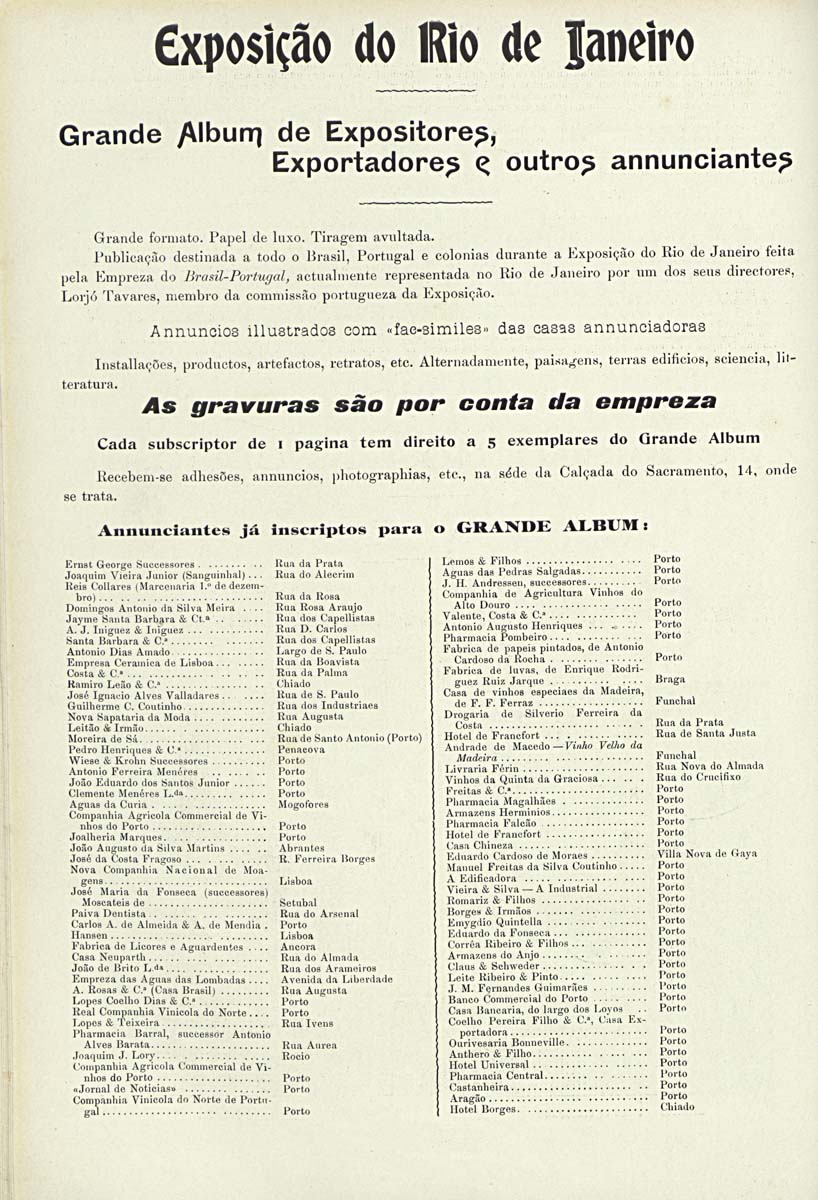 Exposição do Rio de Janeiro
Grande Album de Expositores,
Exportadores e outros annunciantes
Grande formato. Papel de luxo. Tiragem avultada.
Publicação destinada a todo o Brasil, Portugal e colonias durante a Exposição do Rio de Janeiro feita
pela Empreza do Brasil-Portugal, actualmente representada no Rio de Janeiro por um dos seus directores,
Lorjó Tavares, membro da commissão portugueza da Exposição.
Annuncios illustrados com «fac-similes» das casas annunciadoras
Installações, productos, artefactos, retratos, etc. Alternadamente, paisagens, terras edificios, sciencia, lit-
teratura.
As gravuras são por conta da empreza
Cada subscriptor de 1 pagina tem direito a 5 exemplares do Grande Album
Recebem-se adhesões, annuncios, photographias, etc., na séde da Calçada do Sacramento, 14, onde
se trata.
Annunciantes já inscriptos para o GRANDE ALBUM:
Ernst George Successores ........ Rua da Prata
Joaquim Vieira Junior (Sanguinhal) ... Rua do Alecrim
Reis Collares (Marcenaria 1.º de dezem-
bro) ........ Rua da Rosa
Domingos Antonio da Silva Meira .... Rua Rosa Araujo
Jayme Santa Barbara & Ct.ª ........ Rua dos Capellistas
A. J. Iniguez & Iniguez ........ Rua D. Carlos
Santa Barbara & C.ª ........ Rua dos Capellistas
Antonio Dias Amado ........ Largo de S. Paulo
Empresa Ceramica de Lisboa ...... Rua da Boavista
Costa & C.ª ........ Rua da Palma
Ramiro Leão & C.ª ........ Chiado
José Ignacio Alves Valladares ...... Rua de S. Paulo
Guilherme C. Coutinho ........ Rua dos Industriaes
Nova Sapataria da Moda ........ Rua Augusta
Leitão & Irmão ........ Chiado
Moreira de Sá ........ Rua de Santo Antonio (Porto)
Pedro Henriques & C.ª ........ Penacova
Wiese & Krohn Successores ........ Porto
Antonio Ferreira Menéres ........ Porto
João Eduardo dos Santos Junior ...... Porto
Clemente Menéres L.da ........ Porto
Aguas da Curia ........ Mogofores
Companhia Agricola Commercial de Vi-
nhos do Porto ........ Porto
Joalheria Marques ........ Porto
João Augusto da Silva Martins ...... Abrantes
José da Costa Fragoso ........ R. Ferreira Borges
Nova Companhia Nacional de Moa-
gens ........ Lisboa
José Maria da Fonseca (successores)
Moscateis de ........ Setubal
Paiva Dentista ........ Rua do Arsenal
Carlos A. de Almeida & A. de Mendia . Porto
Hansen ........ Lisboa
Fabrica de Licores e Aguardentes .... Ancora
Casa Neuparth ........ Rua do Almada
João de Brito L.da ........ Rua dos Arameiros
Empreza das Aguas das Lombadas .... Avenida da Liberdade
A. Rosas & C.ª (Casa Brasil) ........ Rua Augusta
Lopes Coelho Dias & C.ª ........ Porto
Real Companhia Vinicola do Norte .... Porto
Lopes & Teixeira ........ Rua Ivens
Pharmacia Barral, successor Antonio
Alves Barata ........ Rua Aurea
Joaquim J. Lory ........ Rocio
Companhia Agricola Commercial de Vi-
nhos do Porto ........ Porto
«Jornal de Noticias» ........ Porto
Companhia Vinicola do Norte de Portu-
gal ........ Porto
Lemos & Filhos ........ Porto
Aguas das Pedras Salgadas ........ Porto
J. H. Andressen, successores ........ Porto
Companhia de Agricultura Vinhos do
Alto Douro ........ Porto
Valente, Costa & C.ª ........ Porto
Antonio Augusto Henriques ........ Porto
Pharmacia Pombeiro ........ Porto
Fabrica de papeis pintados, de Antonio
Cardoso da Rocha ........ Porto
Fabrica de luvas, de Enrique Rodri-
guez Ruiz Jarque ........ Braga
Casa de vinhos especiaes da Madeira,
de F. F. Ferraz ........ Funchal
Drogaria de Silverio Ferreira da
Costa ........ Rua da Prata
Hotel de Francfort ........ Rua de Santa Justa
Andrade de Macedo — Vinho Velho da
Madeira ........ Funchal
Livraria Férin ........ Rua Nova do Almada
Vinhos da Quinta da Graciosa ...... Rua do Crucifixo
Freitas & C.ª ........ Porto
Pharmacia Magalhães ........ Porto
Armazens Herminios ........ Porto
Pharmacia Falcão ........ Porto
Hotel de Francfort ........ Porto
Casa Chineza ........ Porto
Eduardo Cardoso de Moraes ........ Villa Nova de Gaya
Manuel Freitas da Silva Coutinho ..... Porto
A Edificadora ........ Porto
Vieira & Silva — A Industrial ........ Porto
Romariz & Filhos ........ Porto
Borges & Irmãos ........ Porto
Emygdio Quintella ........ Porto
Eduardo da Fonseca ........ Porto
Corrêa Ribeiro & Filhos ........ Porto
Armazens do Anjo ........ Porto
Claus & Schweder ........ Porto
Leite Ribeiro & Pinto ........ Porto
J. M. Fernandes Guimarães ........ Porto
Banco Commercial do Porto ........ Porto
Casa Bancaria, do largo dos Loyos .. Porto
Coelho Pereira Filho & C.ª, Casa Ex-
portadora ........ Porto
Ourivesaria Bonneville ........ Porto
Anthero & Filho ........ Porto
Hotel Universal ........ Porto
Pharmacia Central ........ Porto
Castanheira ........ Porto
Aragão ........ Porto
Hotel Borges ........ Chiado